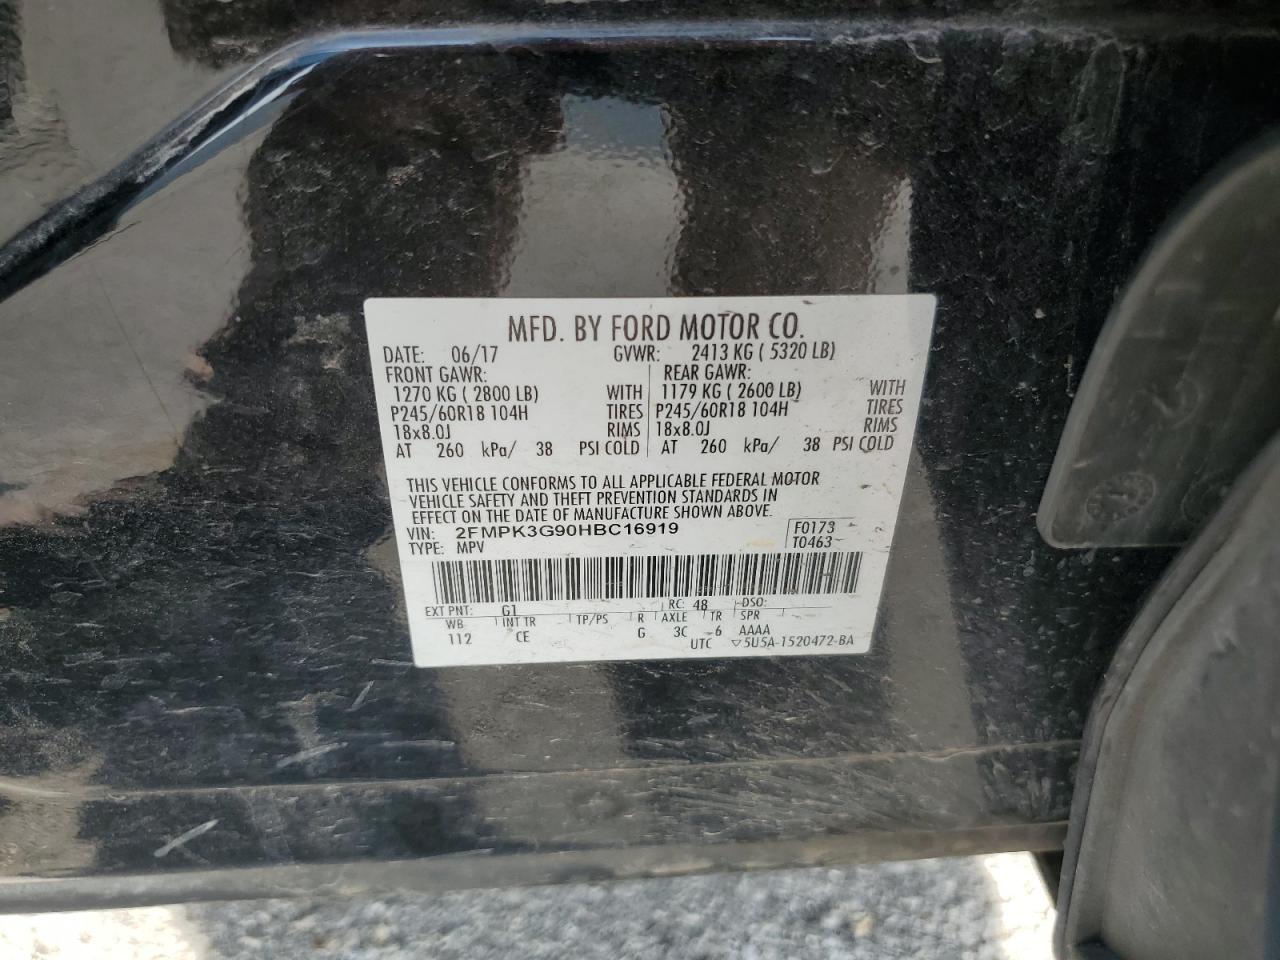 MFD. BY FORD MOTOR CO.
DATE: 06/17 GVWR: 2413 KG ( 5320 LB)
FRONT GAWR: REAR GAWR:
1270 KG ( 2800 LB) WITH 1179 KG ( 2600 LB) WITH
P245/60R18 104H TIRES P245/60R18 104H TIRES
18x8.0J RIMS 18x8.0J RIMS
AT 260 kPa/ 38 PSI COLD AT 260 kPa/ 38 PSI COLD
THIS VEHICLE CONFORMS TO ALL APPLICABLE FEDERAL MOTOR
VEHICLE SAFETY AND THEFT PREVENTION STANDARDS IN
EFFECT ON THE DATE OF MANUFACTURE SHOWN ABOVE.
VIN: 2FMPK3G90HBC16919 F0173
TYPE: MPV T0463
H
EXT PNT: G1 RC: 48 DSO:
WB INT TR TP/PS R AXLE TR SPR
112 CE G 3C 6 AAAA
UTC ▽5U5A-1520472-BA